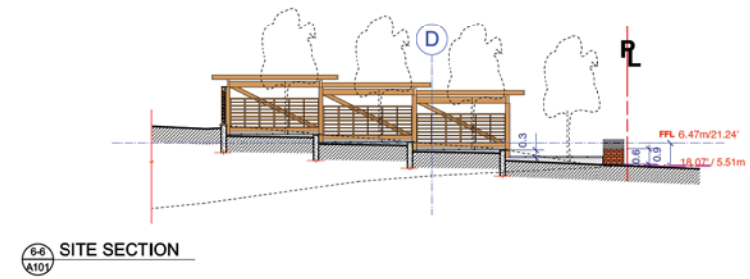 D
PL
FFL 6.47m/21.24'
0.3
0.6
0.9
18.07' / 5.51m
6-6 SITE SECTION
A101